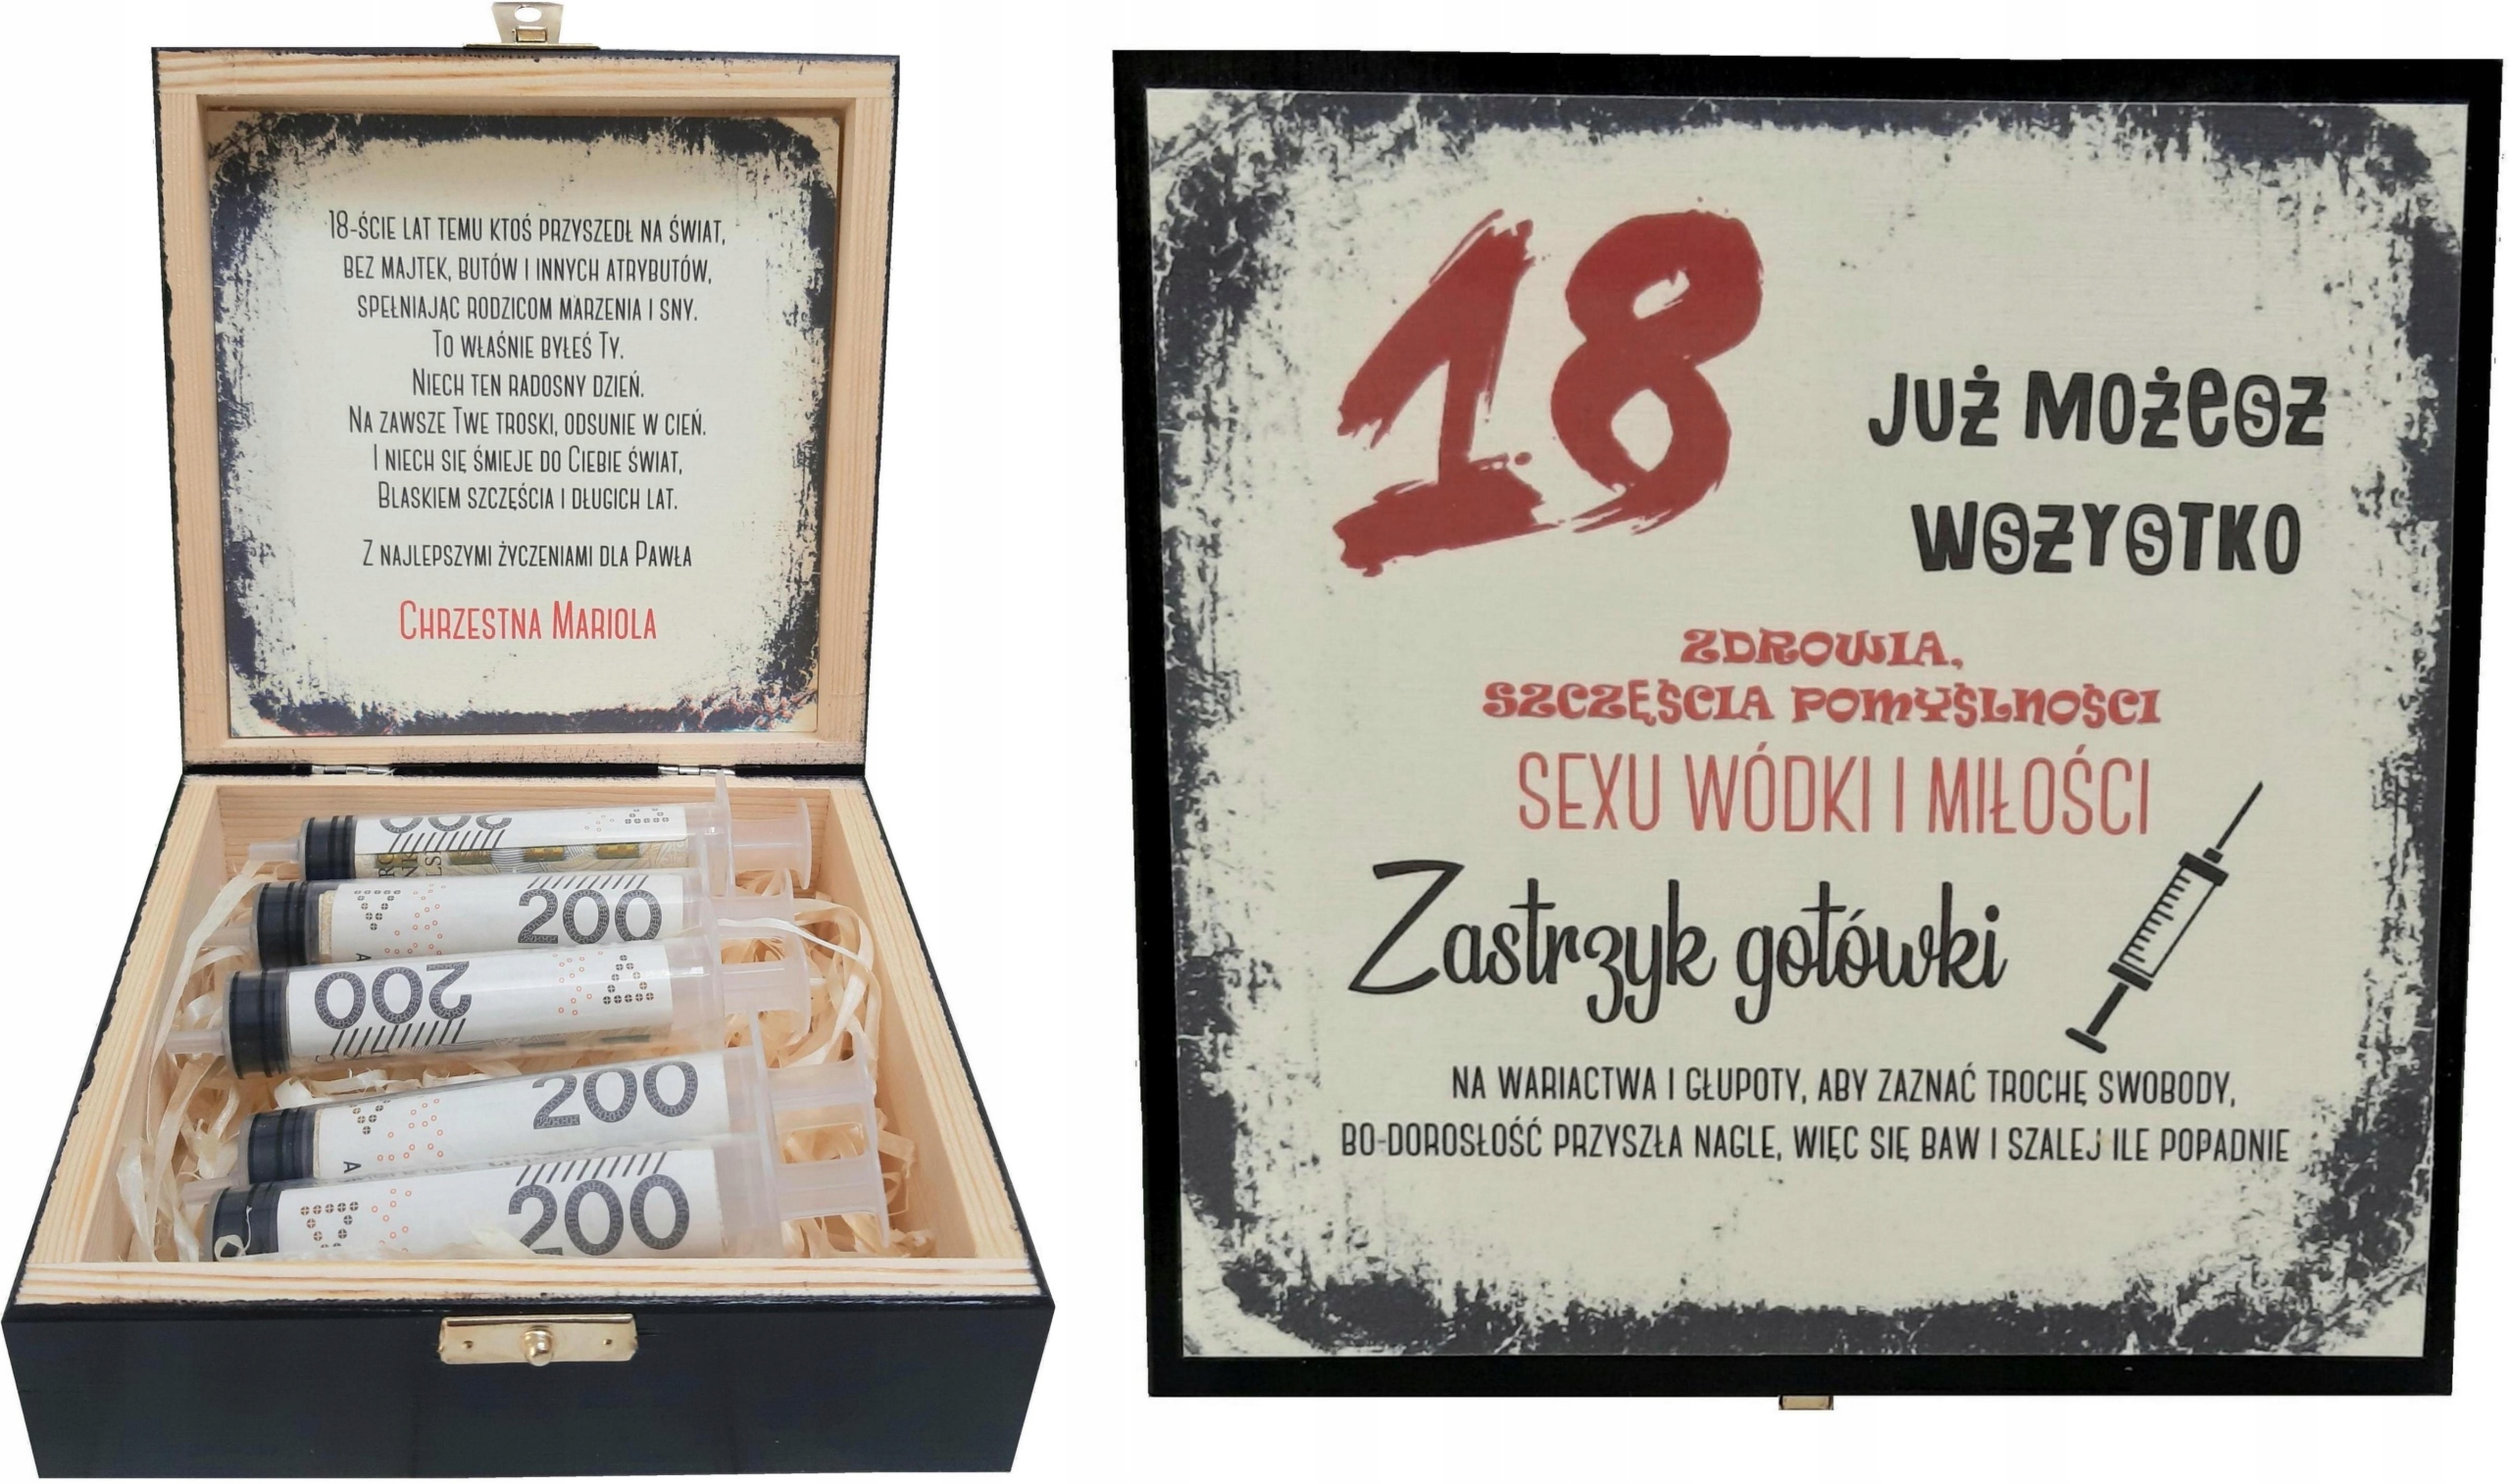 18-ŚCIE LAT TEMU KTOŚ PRZYSZEDŁ NA ŚWIAT,
BEZ MAJTEK, BUTÓW I INNYCH ATRYBUTÓW,
SPEŁNIAJĄC RODZICOM MARZENIA I SNY.
TO WŁAŚNIE BYŁEŚ TY.
NIECH TEN RADOSNY DZIEŃ.
NA ZAWSZE TWE TROSKI, ODSUNIE W CIEŃ.
I NIECH SIĘ ŚMIEJE DO CIEBIE ŚWIAT,
BLASKIEM SZCZĘŚCIA I DŁUGICH LAT.
Z NAJLEPSZYMI ŻYCZENIAMI DLA PAWŁA
CHRZESTNA MARIOLA
200
200
200
200
200
18
JUŻ MOŻESZ
WSZYSTKO
ZDROWIA,
SZCZĘŚCIA POMYŚLNOŚCI
SEXU WÓDKI I MIŁOŚCI
Zastrzyk gotówki
NA WARIACTWA I GŁUPOTY, ABY ZAZNAĆ TROCHĘ SWOBODY,
BO-DOROSŁOŚĆ PRZYSZŁA NAGLE, WIĘC SIĘ BAW I SZALEJ ILE POPADNIE